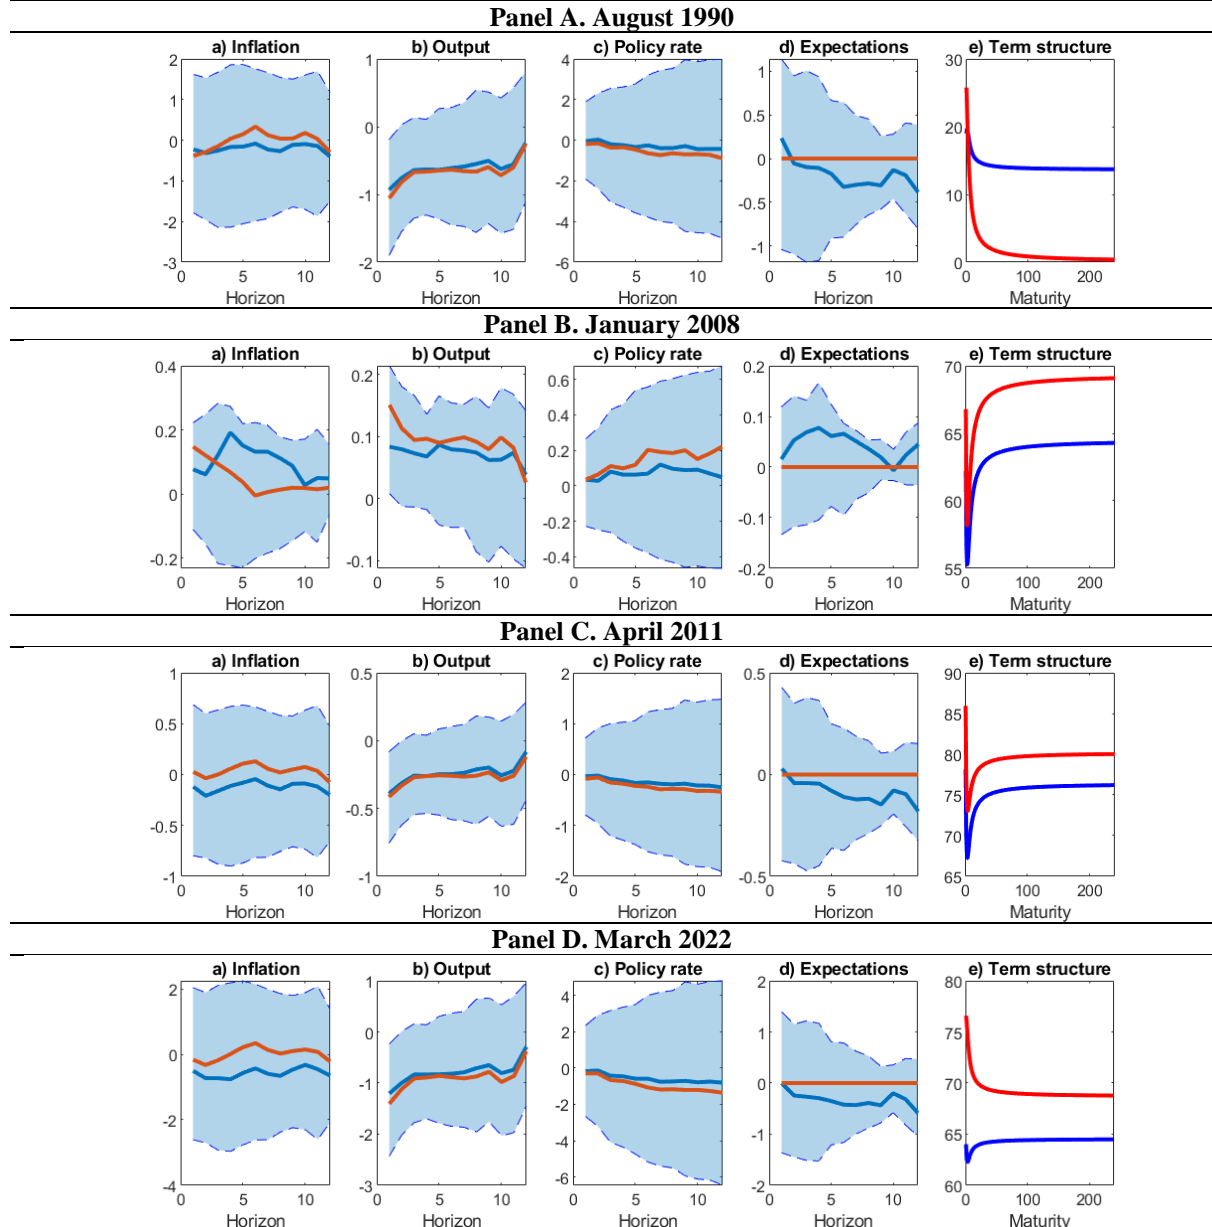 Panel A. August 1990
a) Inflation b) Output c) Policy rate d) Expectations e) Term structure
2 1 0 -1 -2 -3 0 5 10 Horizon
1 0 -1 -2 0 5 10 Horizon
4 2 0 -2 -4 -6 0 5 10 Horizon
1 0.5 0 -0.5 -1 0 5 10 Horizon
30 20 10 0 0 100 200 Maturity
Panel B. January 2008
a) Inflation b) Output c) Policy rate d) Expectations e) Term structure
0.4 0.2 0 -0.2 0 5 10 Horizon
0.2 0.1 0 -0.1 0 5 10 Horizon
0.6 0.4 0.2 0 -0.2 -0.4 0 5 10 Horizon
0.2 0.1 0 -0.1 -0.2 0 5 10 Horizon
70 65 60 55 0 100 200 Maturity
Panel C. April 2011
a) Inflation b) Output c) Policy rate d) Expectations e) Term structure
1 0.5 0 -0.5 -1 0 5 10 Horizon
0.5 0 -0.5 -1 0 5 10 Horizon
2 1 0 -1 -2 0 5 10 Horizon
0.5 0 -0.5 0 5 10 Horizon
90 85 80 75 70 65 0 100 200 Maturity
Panel D. March 2022
a) Inflation b) Output c) Policy rate d) Expectations e) Term structure
2 0 -2 -4 0 5 10 Horizon
1 0 -1 -2 -3 0 5 10 Horizon
4 2 0 -2 -4 -6 0 5 10 Horizon
2 1 0 -1 -2 0 5 10 Horizon
80 75 70 65 60 0 100 200 Maturity